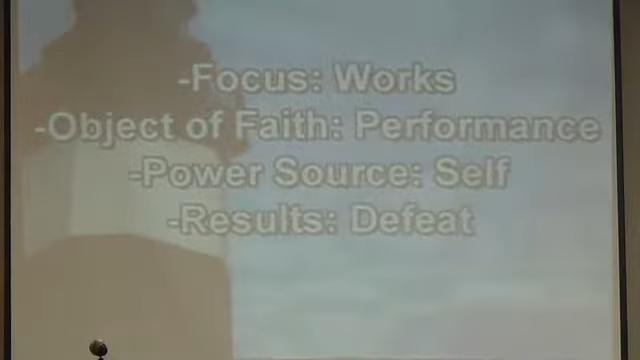 -Focus: Works
-Object of Faith: Performance
-Power Source: Self
-Results: Defeat